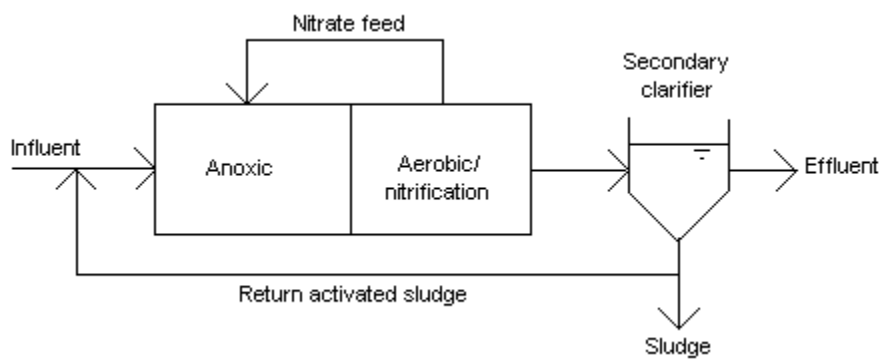 Nitrate feed
Secondary
clarifier
Influent
Anoxic
Aerobic/
nitrification
Effluent
Return activated sludge
Sludge